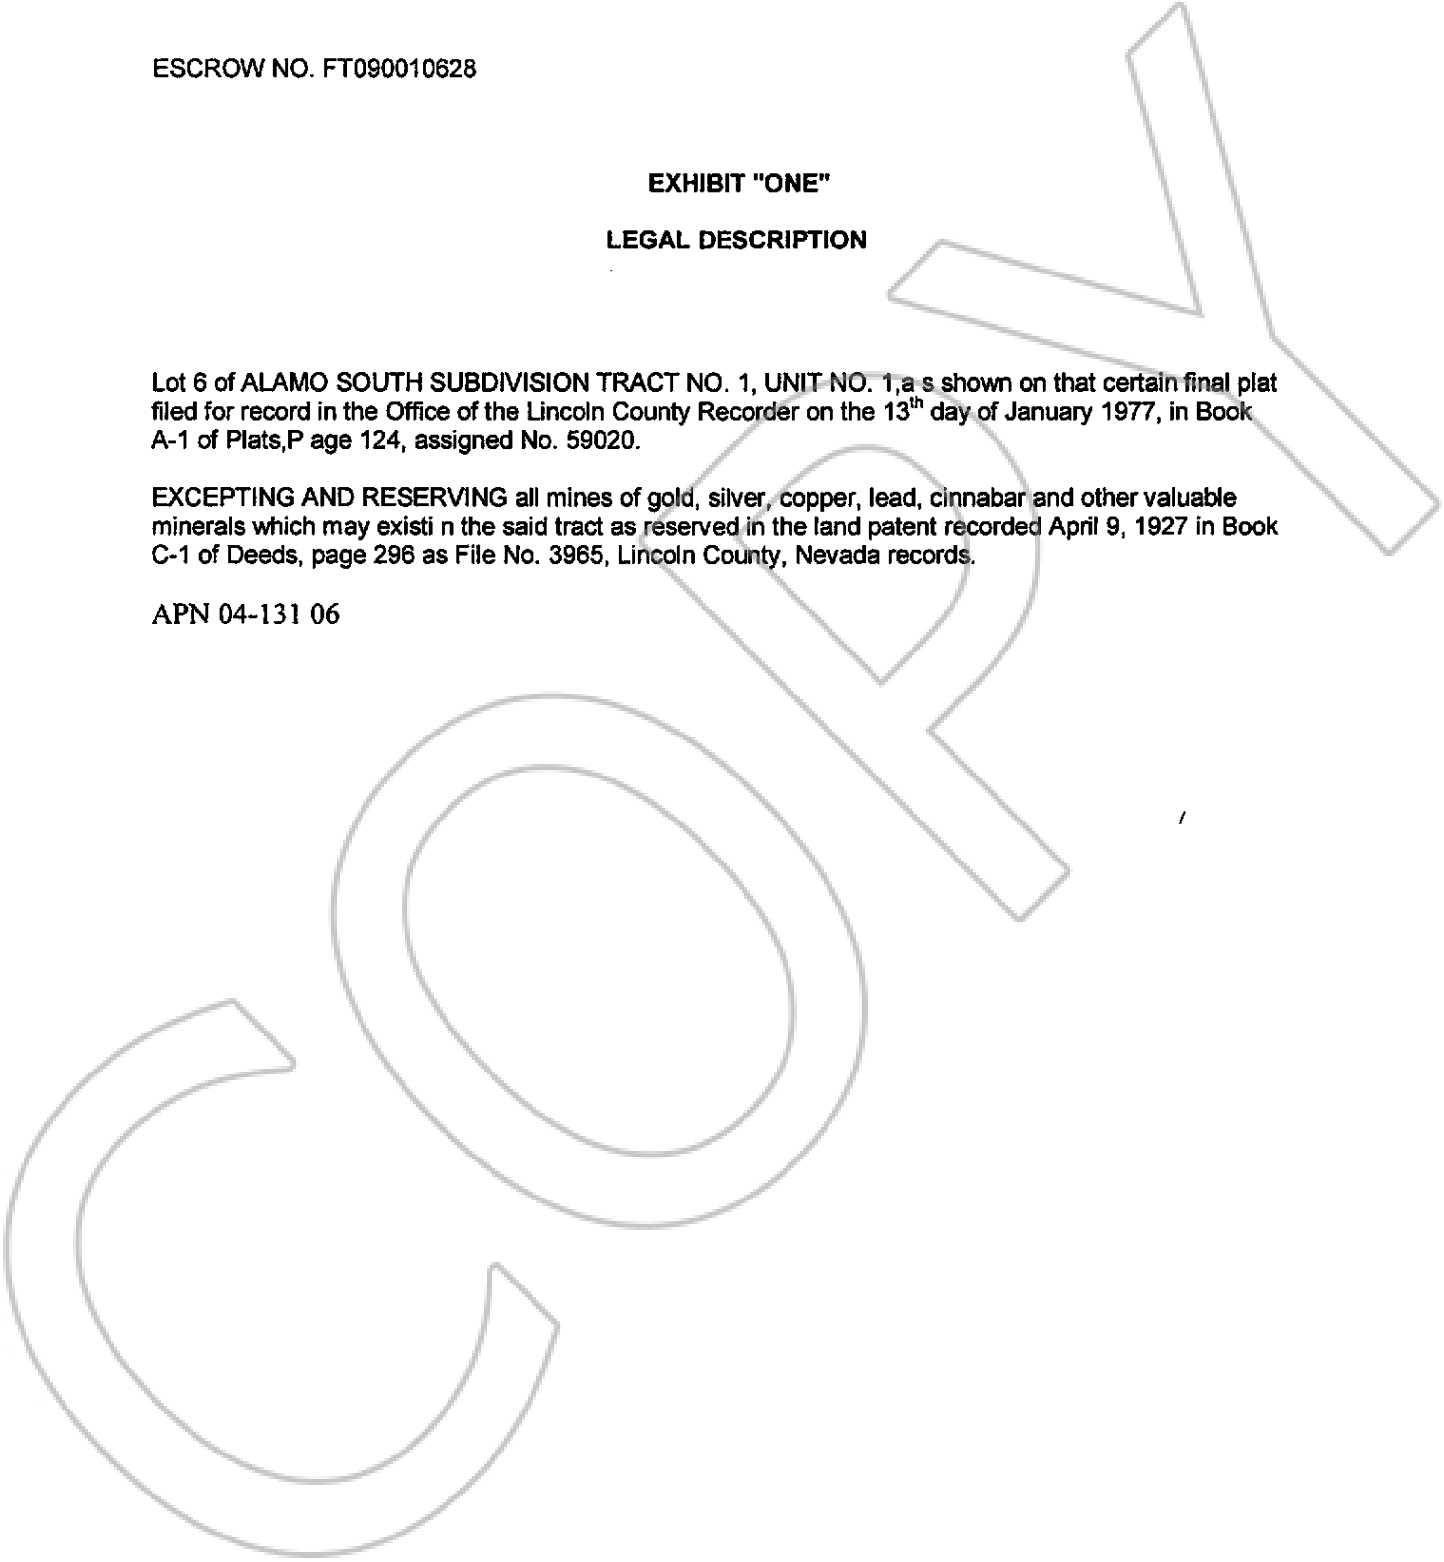 ESCROW NO. FT090010628
EXHIBIT "ONE"
LEGAL DESCRIPTION
Lot 6 of ALAMO SOUTH SUBDIVISION TRACT NO. 1, UNIT NO. 1,a s shown on that certain final plat
filed for record in the Office of the Lincoln County Recorder on the 13th day of January 1977, in Book
A-1 of Plats,P age 124, assigned No. 59020.
EXCEPTING AND RESERVING all mines of gold, silver, copper, lead, cinnabar and other valuable
minerals which may existi n the said tract as reserved in the land patent recorded April 9, 1927 in Book
C-1 of Deeds, page 296 as File No. 3965, Lincoln County, Nevada records.
APN 04-131 06
COPY